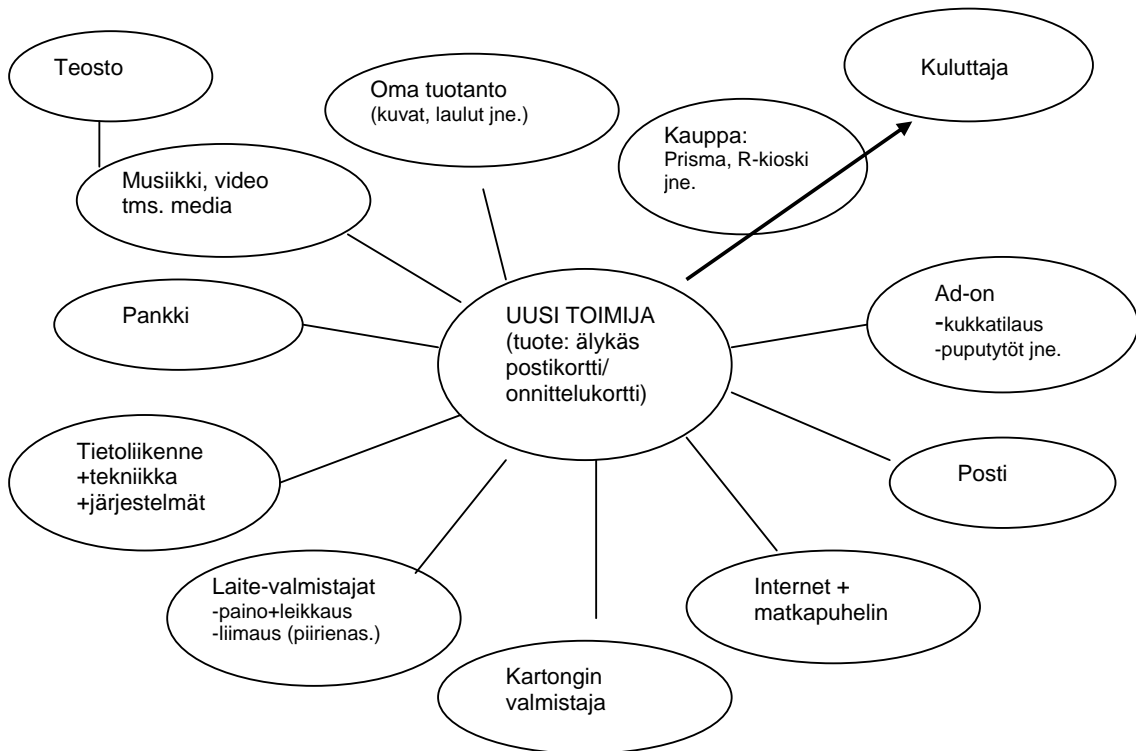 Teosto
Oma tuotanto
(kuvat, laulut jne.)
Kuluttaja
Kauppa:
Prisma, R-kioski
jne.
Musiikki, video
tms. media
Pankki
UUSI TOIMIJA
(tuote: älykäs
postikortti/
onnittelukortti)
Ad-on
-kukkatilaus
-puputytöt jne.
Tietoliikenne
+tekniikka
+järjestelmät
Posti
Laite-valmistajat
-paino+leikkaus
-liimaus (piirienas.)
Internet +
matkapuhelin
Kartongin
valmistaja